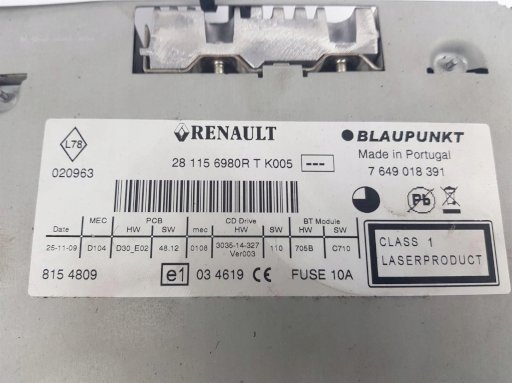 L78
RENAULT
BLAUPUNKT
020963
28 115 6980R T K005 ---
Made in Portugal
7 649 018 391
Pb
Date MEC PCB HW SW mec CD Drive HW SW BT Module HW SW
25-11-09 D104 D30_E02 48.12 0108 3035-14-327 Ver003 110 705B C710
CLASS 1
LASERPRODUCT
815 4809 e1 03 4619 CE FUSE 10A